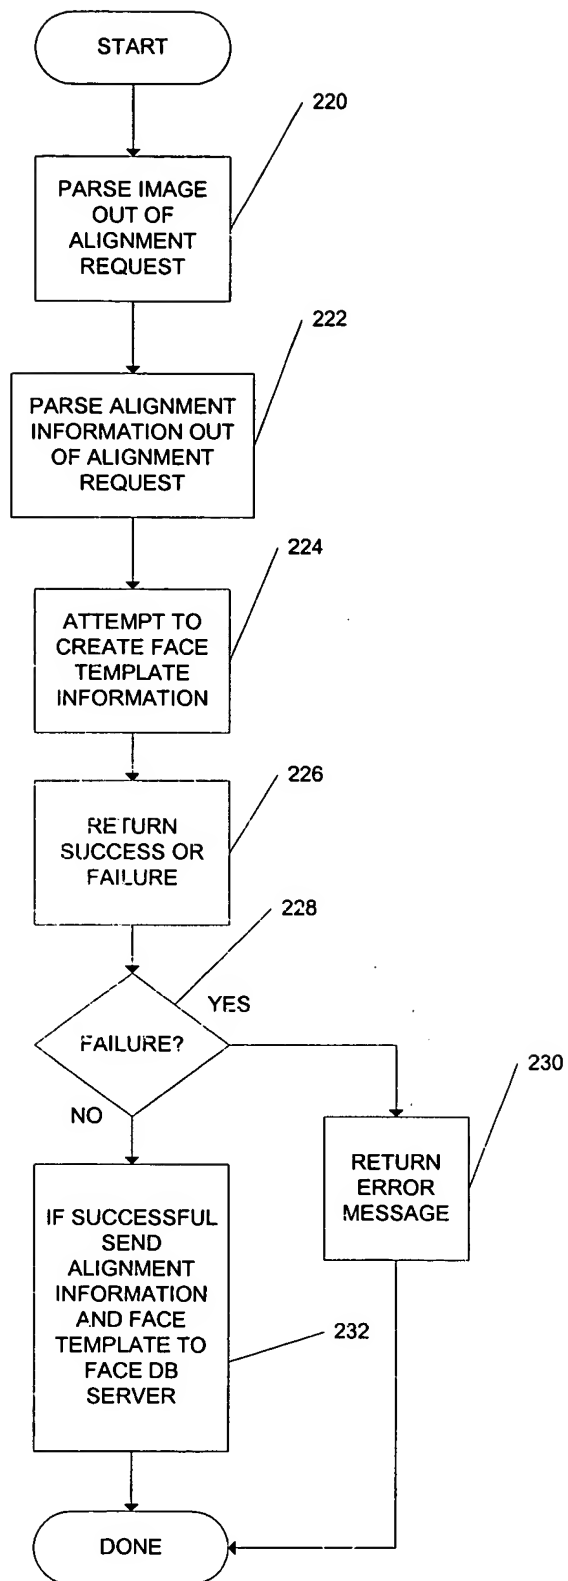 START
220
PARSE IMAGE
OUT OF
ALIGNMENT
REQUEST
222
PARSE ALIGNMENT
INFORMATION OUT
OF ALIGNMENT
REQUEST
224
ATTEMPT TO
CREATE FACE
TEMPLATE
INFORMATION
226
RETURN
SUCCESS OR
FAILURE
228
YES
FAILURE?
NO
230
RETURN
ERROR
MESSAGE
IF SUCCESSFUL
SEND
ALIGNMENT
INFORMATION
AND FACE
TEMPLATE TO
FACE DB
SERVER
232
DONE